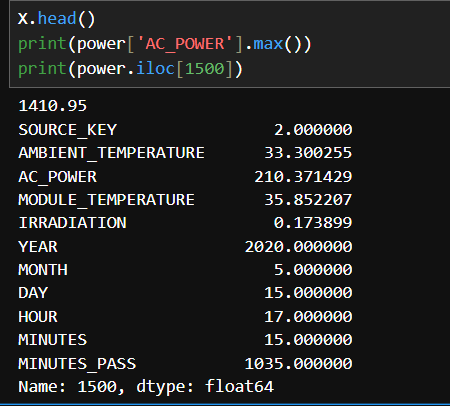 X.head()
print(power['AC_POWER'].max())
print(power.iloc[1500])
1410.95
SOURCE_KEY 2.000000
AMBIENT_TEMPERATURE 33.300255
AC_POWER 210.371429
MODULE_TEMPERATURE 35.852207
IRRADIATION 0.173899
YEAR 2020.000000
MONTH 5.000000
DAY 15.000000
HOUR 17.000000
MINUTES 15.000000
MINUTES_PASS 1035.000000
Name: 1500, dtype: float64